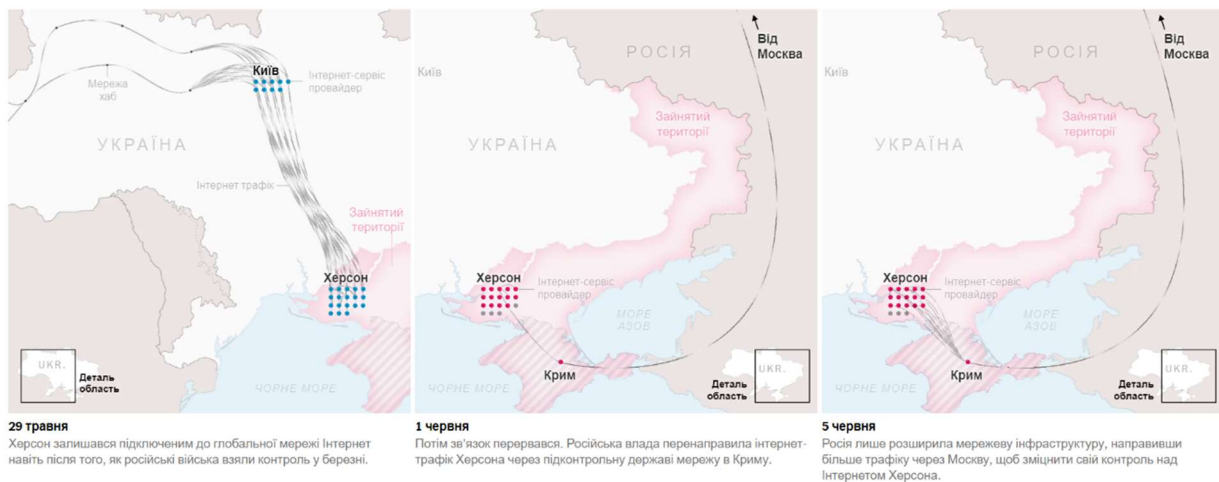 Київ
Інтернет-сервіс
провайдер
Мережа
хаб
УКРАЇНА
Інтернет трафік
Зайнятий
території
Херсон
UKR.
Деталь
область
ЧОРНЕ МОРЕ
29 травня
Херсон залишався підключеним до глобальної мережі Інтернет
навіть після того, як російські війська взяли контроль у березні.
Від
Москва
РОСІЯ
Київ
Зайнятий
території
УКРАЇНА
Херсон
Інтернет-сервіс
провайдер
МОРЕ
АЗОВ
Крим
ЧОРНЕ МОРЕ
UKR.
Деталь
область
1 червня
Потім зв'язок перервався. Російська влада перенаправила інтернет-
трафік Херсона через підконтрольну державі мережу в Криму.
Від
Москва
РОСІЯ
Київ
Зайнятий
території
УКРАЇНА
Херсон
Інтернет-сервіс
провайдер
МОРЕ
АЗОВ
Крим
ЧОРНЕ МОРЕ
UKR.
Деталь
область
5 червня
Росія лише розширила мережеву інфраструктуру, направивши
більше трафіку через Москву, щоб зміцнити свій контроль над
Інтернетом Херсона.